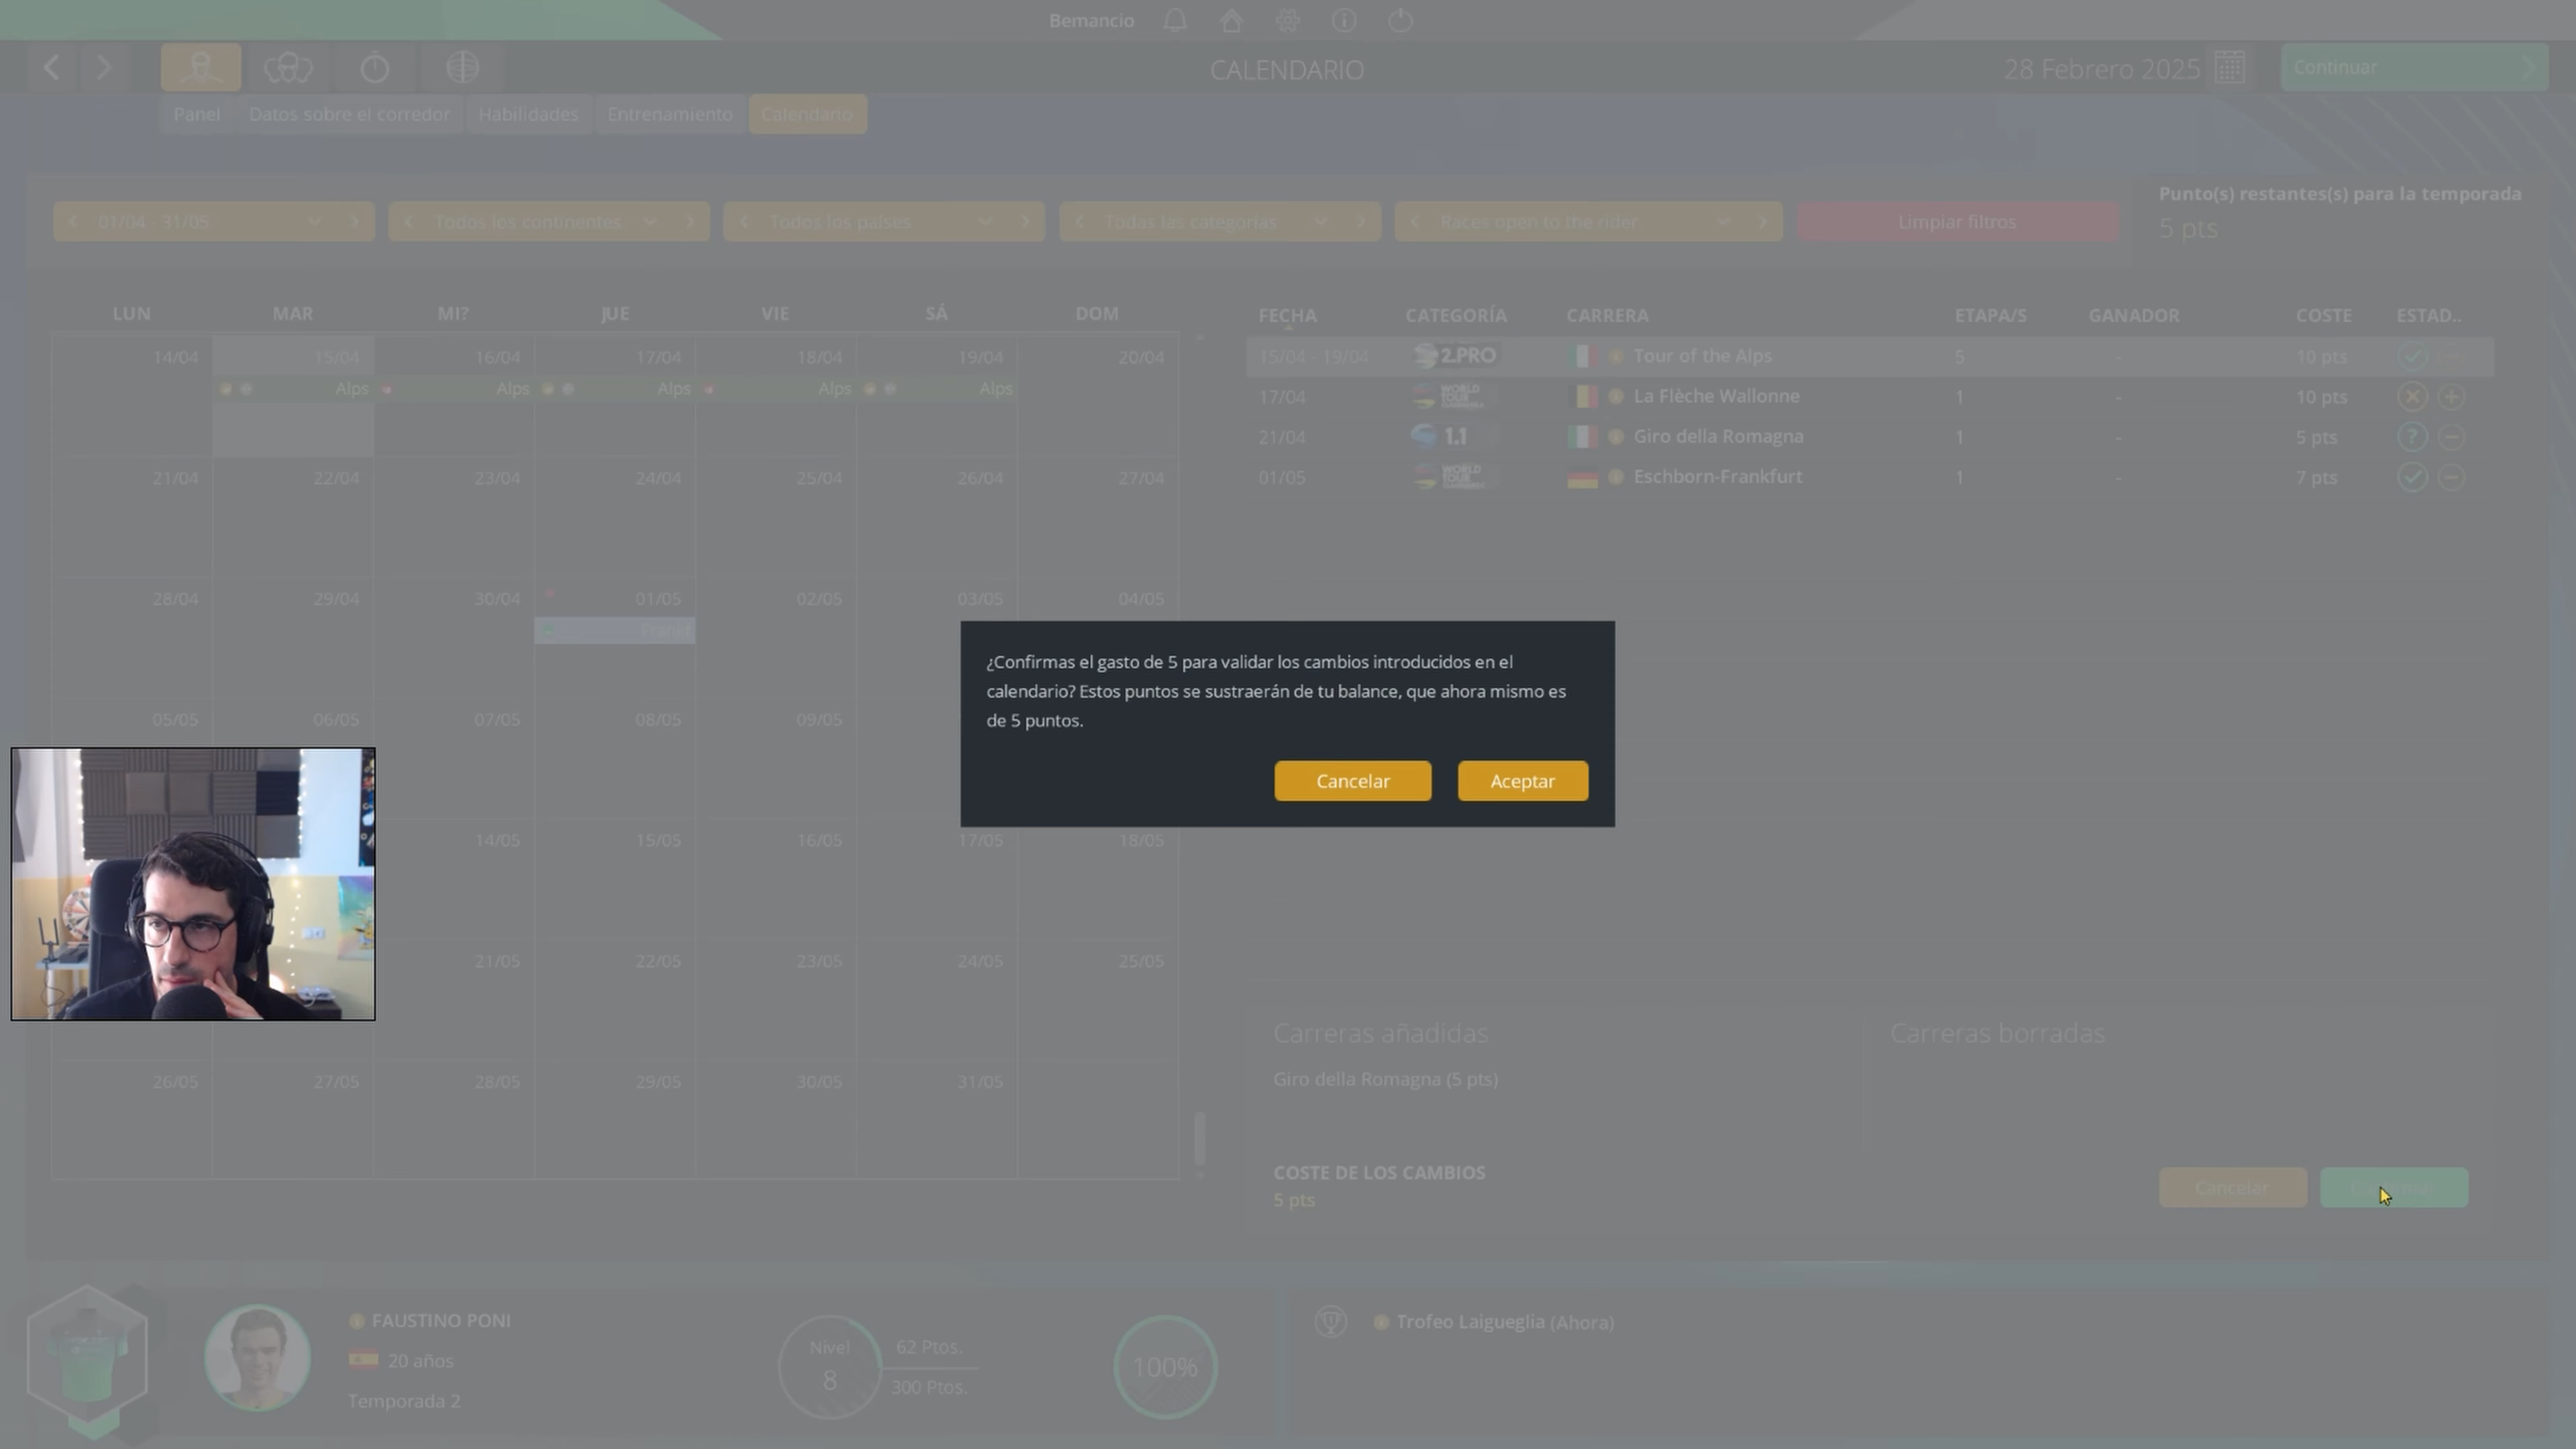 Bemancio
CALENDARIO
28 Febrero 2025
Continuar
Panel
Datos sobre el corredor
Habilidades
Entrenamiento
Calendario
01/04 - 31/05
Todos los continentes
Todos los países
Todas las categorías
Races open to the rider
Limpiar filtros
Punto(s) restantes(s) para la temporada
5 pts
LUN MAR MI? JUE VIE SÁ DOM
14/04 15/04 16/04 17/04 18/04 19/04 20/04
Alps Alps Alps Alps Alps
21/04 22/04 23/04 24/04 25/04 26/04 27/04
28/04 29/04 30/04 01/05 02/05 03/05 04/05
05/05 06/05 07/05 08/05 09/05
14/05 15/05 16/05 17/05 18/05
21/05 22/05 23/05 24/05 25/05
26/05 27/05 28/05 29/05 30/05 31/05
FECHA CATEGORÍA CARRERA ETAPA/S GANADOR COSTE ESTAD..
15/04 - 19/04 2.PRO Tour of the Alps 5 - 10 pts
17/04 WORLD TOUR La Flèche Wallonne 1 - 10 pts
21/04 1.1 Giro della Romagna 1 - 5 pts ?
01/05 WORLD TOUR Eschborn-Frankfurt 1 - 7 pts
¿Confirmas el gasto de 5 para validar los cambios introducidos en el
calendario? Estos puntos se sustraerán de tu balance, que ahora mismo es
de 5 puntos.
Cancelar
Aceptar
Carreras añadidas
Giro della Romagna (5 pts)
Carreras borradas
COSTE DE LOS CAMBIOS
5 pts
Cancelar
FAUSTINO PONI
20 años
Temporada 2
Nivel
8
62 Ptos.
300 Ptos.
100%
Trofeo Laigueglia (Ahora)